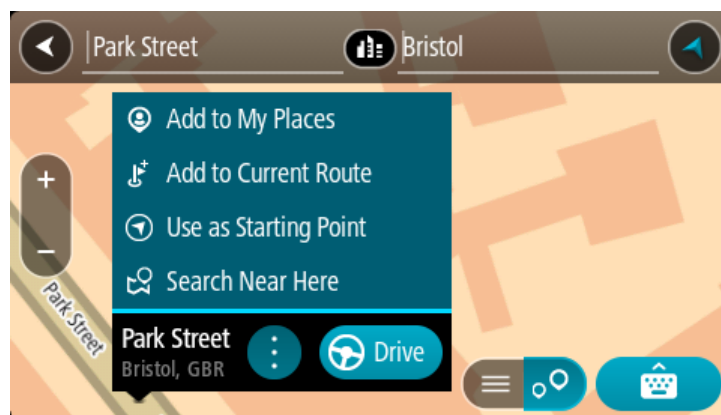 Park Street
Bristol
Add to My Places
Add to Current Route
Use as Starting Point
Search Near Here
+
−
Park Street
Park Street
Bristol, GBR
Drive